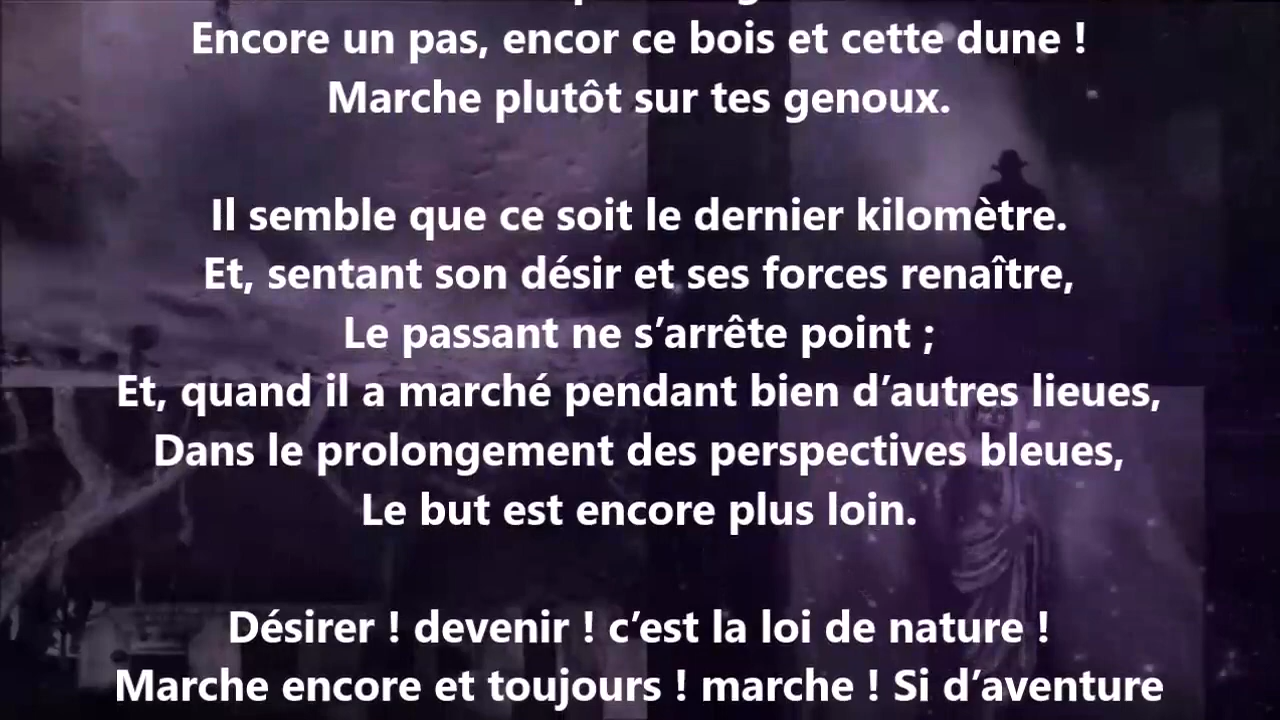 Encore un pas, encor ce bois et cette dune !
Marche plutôt sur tes genoux.
Il semble que ce soit le dernier kilomètre.
Et, sentant son désir et ses forces renaître,
Le passant ne s’arrête point ;
Et, quand il a marché pendant bien d’autres lieues,
Dans le prolongement des perspectives bleues,
Le but est encore plus loin.
Désirer ! devenir ! c’est la loi de nature !
Marche encore et toujours ! marche ! Si d’aventure